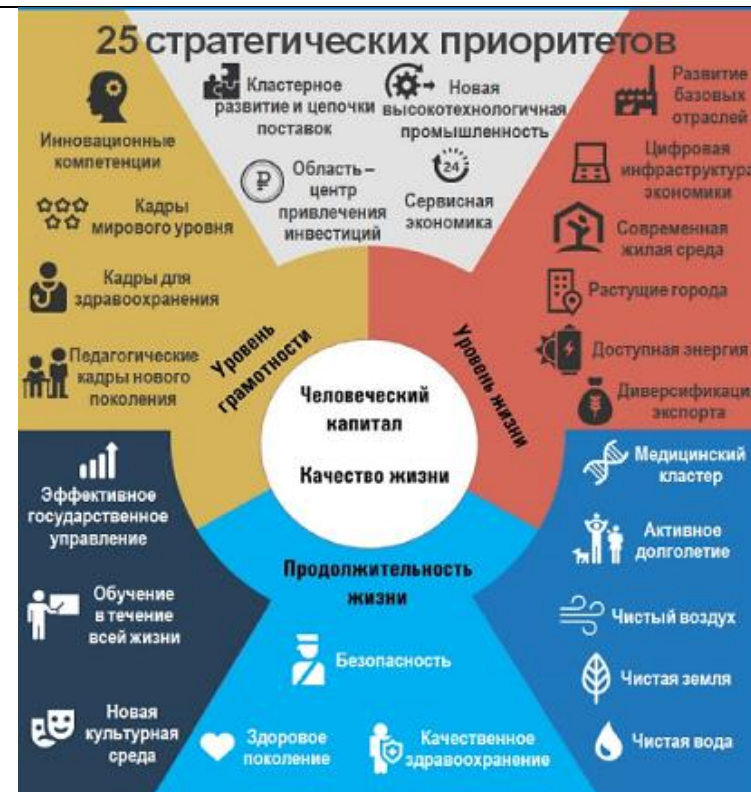 25 стратегических приоритетов
Инновационные
компетенции
Кадры
мирового уровня
Кадры для
здравоохранения
Педагогические
кадры нового
поколения
Кластерное
развитие и цепочки
поставок
Новая
высокотехнологичная
промышленность
₽
Область –
центр
привлечения
инвестиций
24
Сервисная
экономика
Развитие
базовых
отраслей
Цифровая
инфраструктура
экономики
Современная
жилая среда
Растущие города
Доступная энергия
Диверсификаци
экспорта
Уровень
грамотности
Уровень жизни
Человеческий
капитал
Качество жизни
Продолжительность
жизни
Эффективное
государственное
управление
Обучение
в течение
всей жизни
Новая
культурная
среда
Безопасность
Здоровое
поколение
Качественное
здравоохранение
Медицинский
кластер
Активное
долголетие
Чистый воздух
Чистая земля
Чистая вода